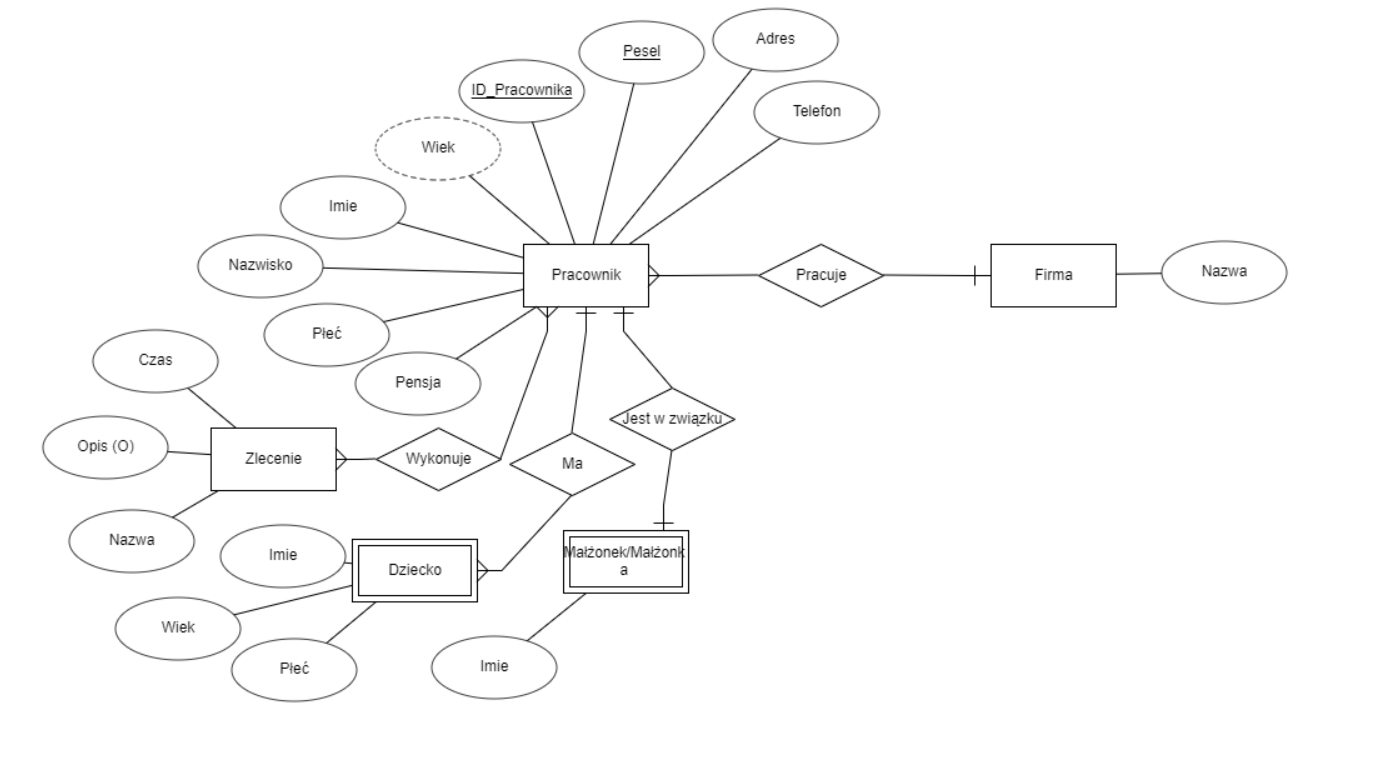 Adres
Pesel
ID_Pracownika
Telefon
Wiek
Imie
Nazwisko
Pracownik
Pracuje
Firma
Nazwa
Płeć
Czas
Pensja
Jest w związku
Opis (O)
Zlecenie
Wykonuje
Ma
Nazwa
Imie
Dziecko
Małżonek/Małżonk
a
Wiek
Płeć
Imie